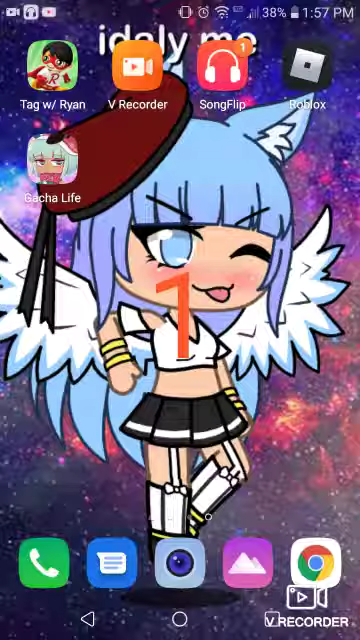 38% 1:57 PM
idaly me
Tag w/ Ryan V Recorder SongFlip Roblox
1
R
Gacha Life
1
V RECORDER